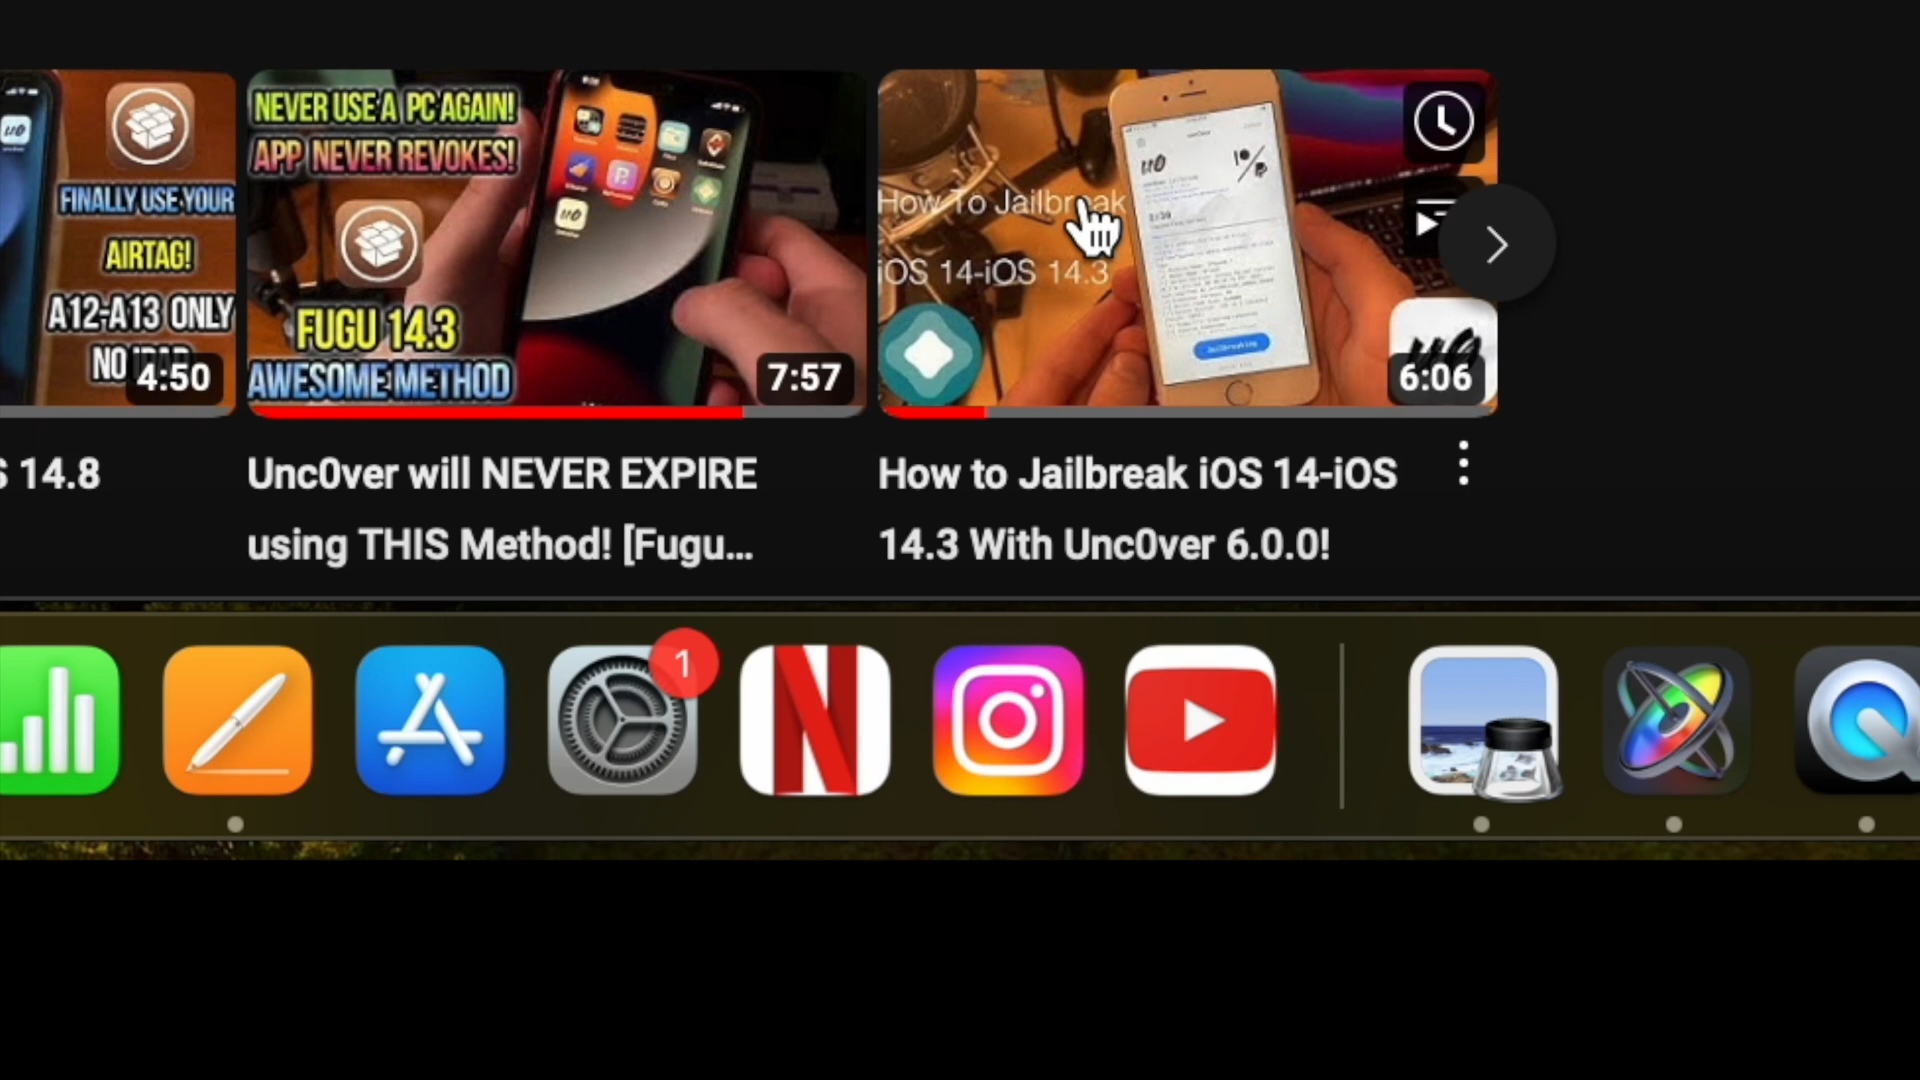 FINALLY USE YOUR
AIRTAG!
A12-A13 ONLY
NO
4:50
S 14.8
NEVER USE A PC AGAIN!
APP NEVER REVOKES!
FUGU 14.3
AWESOME METHOD
7:57
Unc0ver will NEVER EXPIRE
using THIS Method! [Fugu...
How To Jailbreak
iOS 14-iOS 14.3
Jailbreaking
6:06
How to Jailbreak iOS 14-iOS
14.3 With Unc0ver 6.0.0!
1